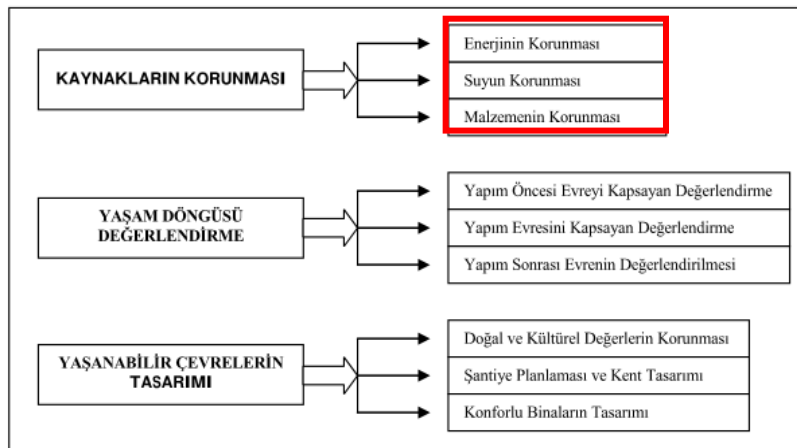 KAYNAKLARIN KORUNMASI
Enerjinin Korunması
Suyun Korunması
Malzemenin Korunması
YAŞAM DÖNGÜSÜ
DEĞERLENDİRME
Yapım Öncesi Evreyi Kapsayan Değerlendirme
Yapım Evresini Kapsayan Değerlendirme
Yapım Sonrası Evrenin Değerlendirilmesi
YAŞANABİLİR ÇEVRELERİN
TASARIMI
Doğal ve Kültürel Değerlerin Korunması
Şantiye Planlaması ve Kent Tasarımı
Konforlu Binaların Tasarımı